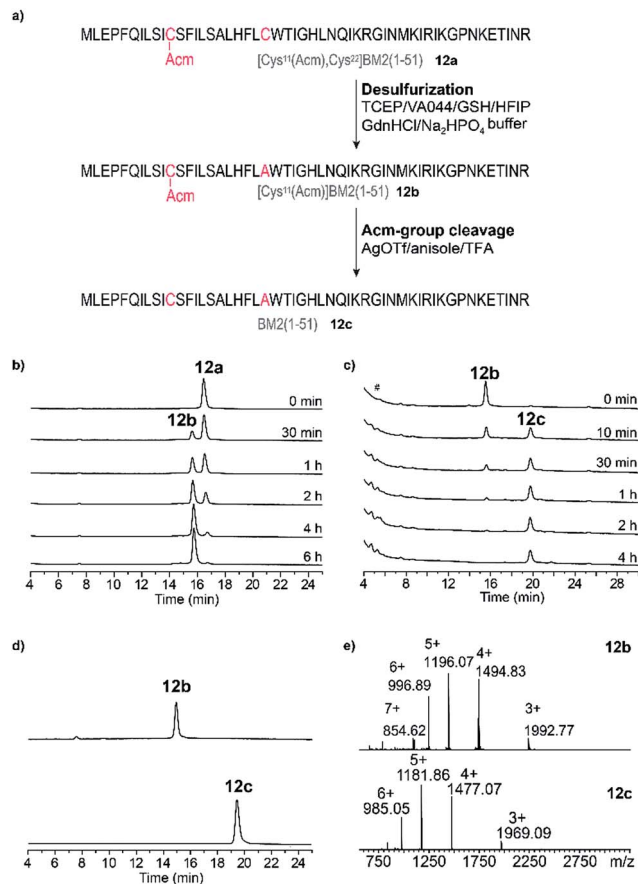 a)
MLEPFQILSICSFILSALHFLCWTIGHLNQIKRGINMKIRIKGPNKETINR
Acm
[Cys¹¹(Acm),Cys²²]BM2(1-51) 12a
Desulfurization
TCEP/VA044/GSH/HFIP
GdnHCl/Na₂HPO₄ buffer
MLEPFQILSICSFILSALHFLAWTIGHLNQIKRGINMKIRIKGPNKETINR
Acm
[Cys¹¹(Acm)]BM2(1-51) 12b
Acm-group cleavage
AgOTf/anisole/TFA
MLEPFQILSICSFILSALHFLAWTIGHLNQIKRGINMKIRIKGPNKETINR
BM2(1-51) 12c
b)
12a
0 min
12b
30 min
1 h
2 h
4 h
6 h
4 6 8 10 12 14 16 18 20 22 24
Time (min)
c)
12b
#
0 min
12c
10 min
30 min
1 h
2 h
4 h
4 8 12 16 20 24 28
Time (min)
d)
12b
12c
4 6 8 10 12 14 16 18 20 22 24
Time (min)
e)
12b
5+
1196.07
4+
1494.83
6+
996.89
7+
854.62
3+
1992.77
12c
5+
1181.86
4+
1477.07
6+
985.05
3+
1969.09
750 1250 1750 2250 2750 m/z